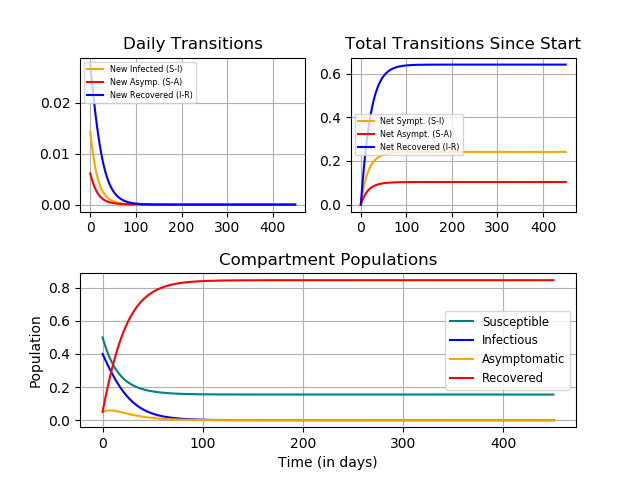 Daily Transitions
New Infected (S-I)
New Asymp. (S-A)
New Recovered (I-R)
0.02
0.01
0.00
0 100 200 300 400
Total Transitions Since Start
0.6
0.4
0.2
0.0
Net Sympt. (S-I)
Net Asympt. (S-A)
Net Recovered (I-R)
0 100 200 300 400
Compartment Populations
Population
0.8
0.6
0.4
0.2
0.0
Susceptible
Infectious
Asymptomatic
Recovered
0 100 200 300 400
Time (in days)